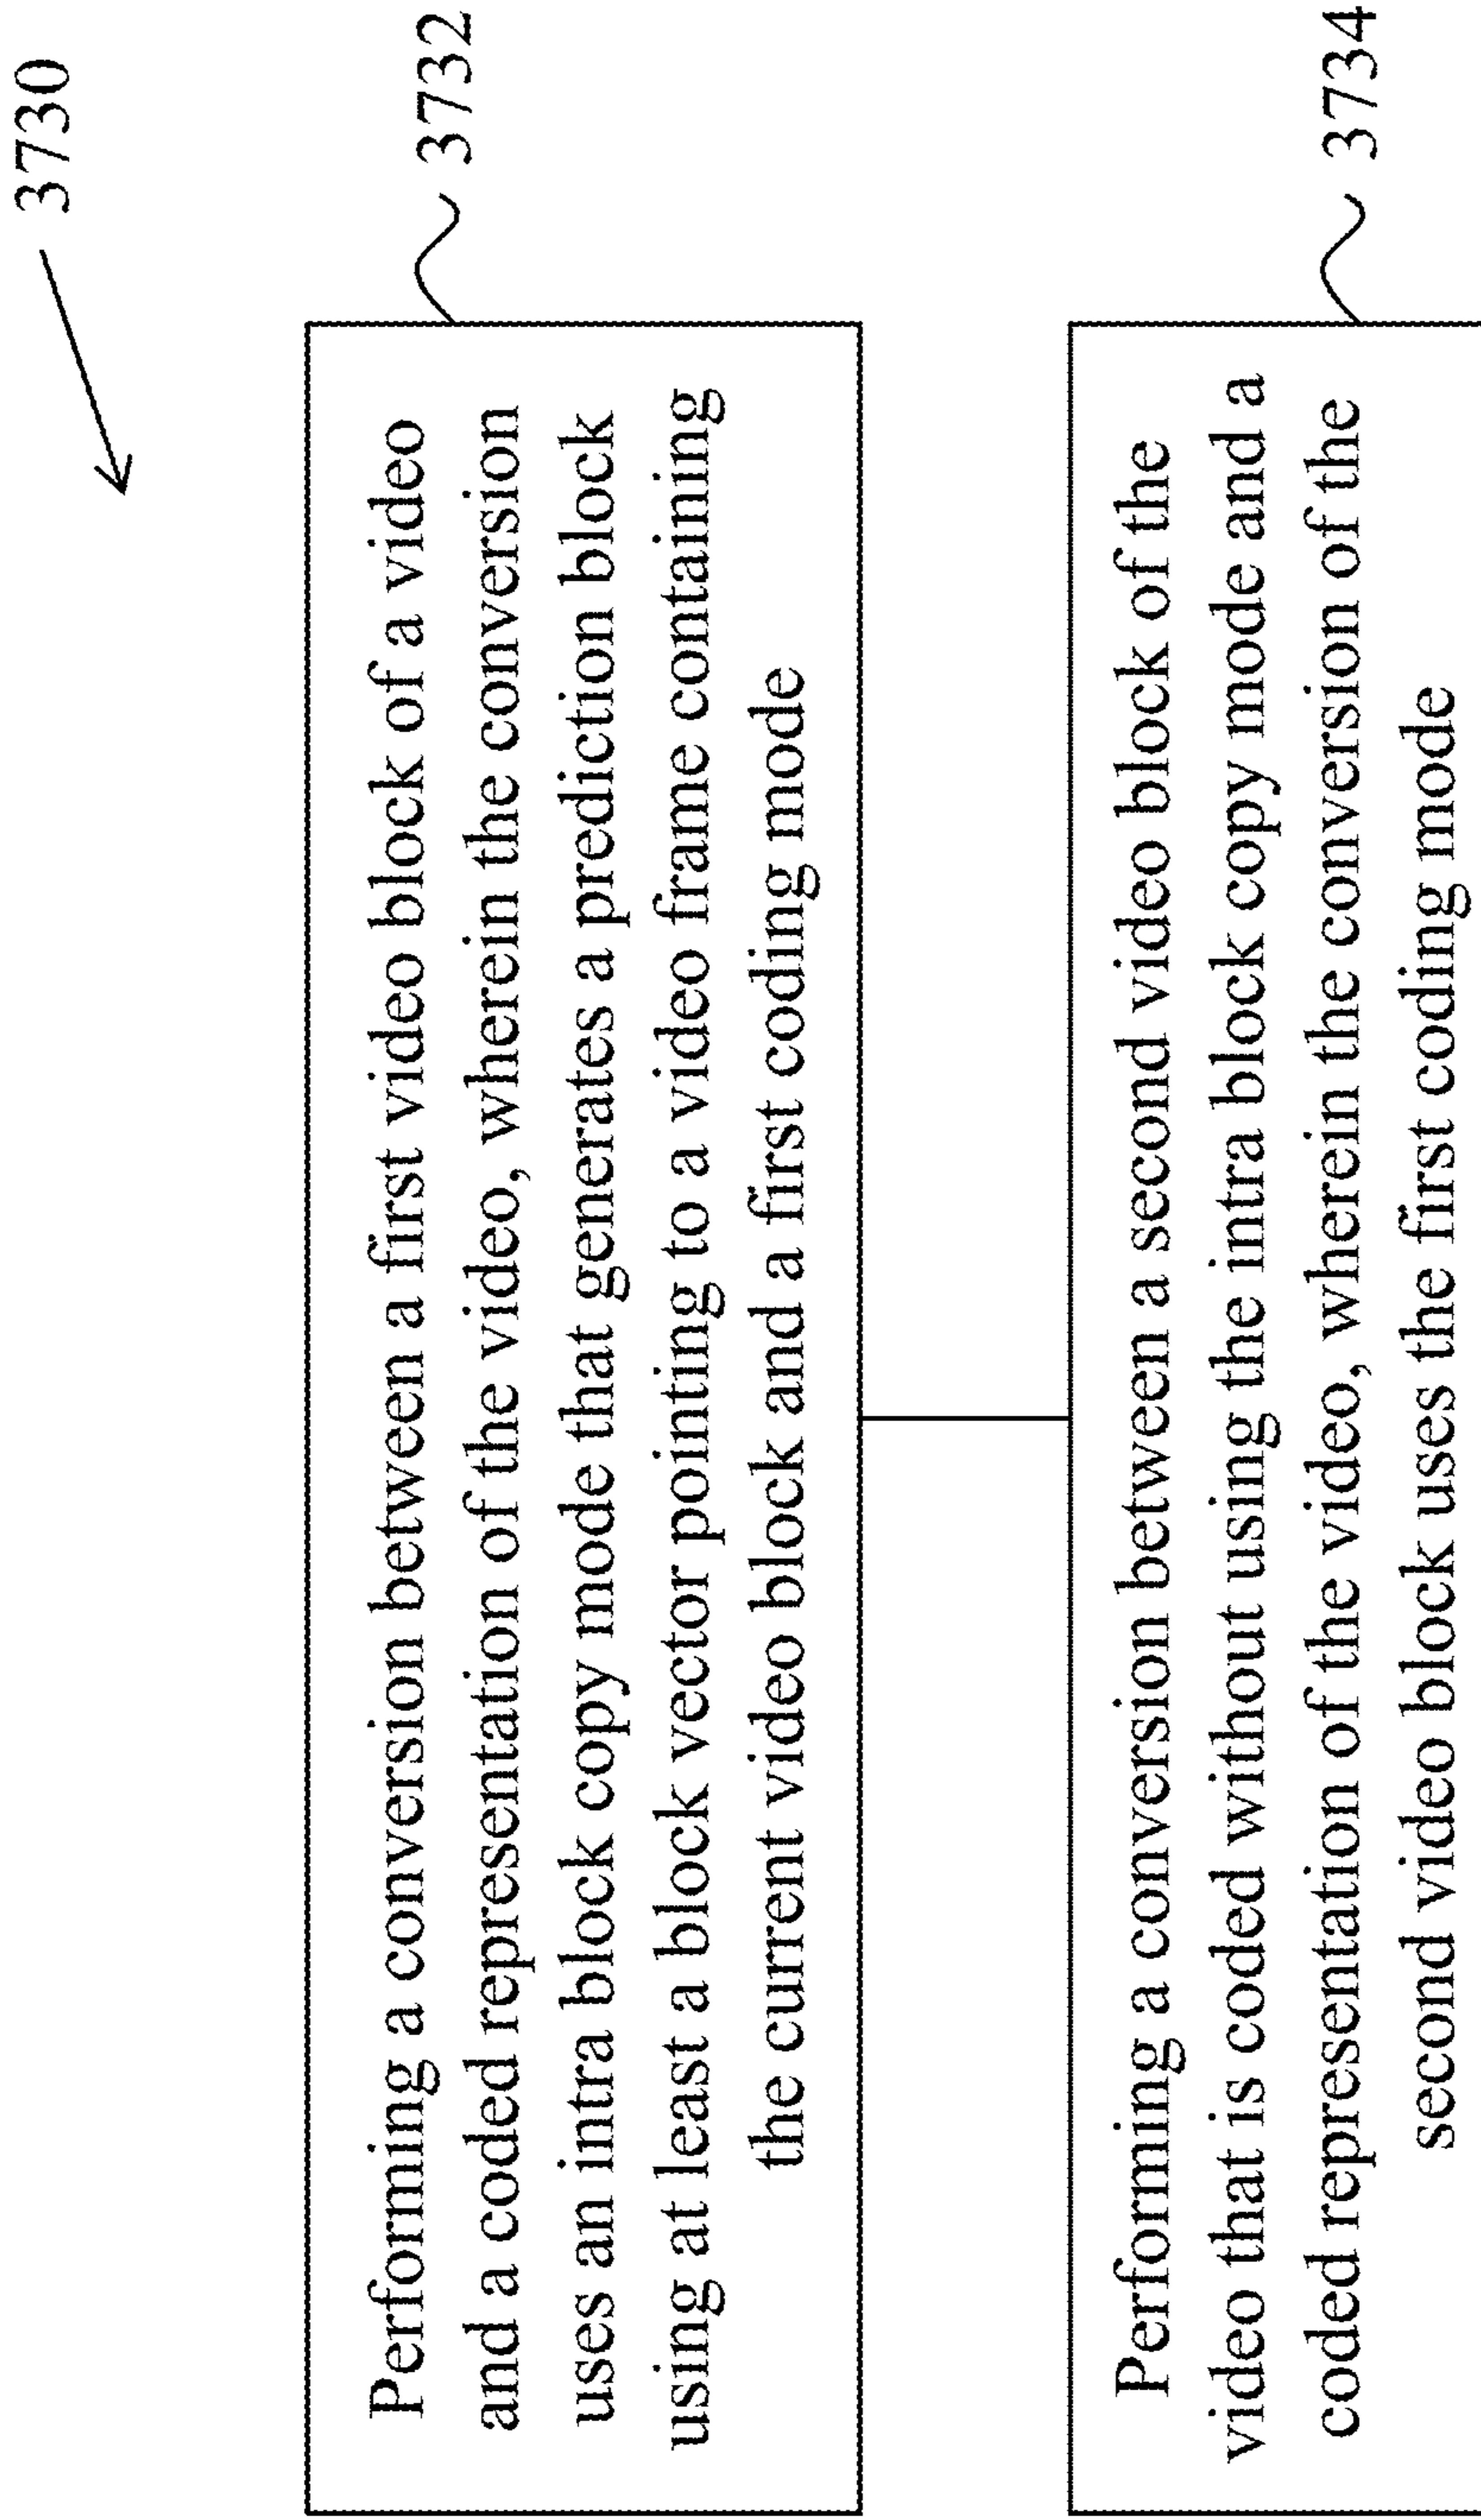 3730
Performing a conversion between a first video block of a video
and a coded representation of the video, wherein the conversion
uses an intra block copy mode that generates a prediction block
using at least a block vector pointing to a video frame containing
the current video block and a first coding mode
3732
Performing a conversion between a second video block of the
video that is coded without using the intra block copy mode and a
coded representation of the video, wherein the conversion of the
second video block uses the first coding mode
3734